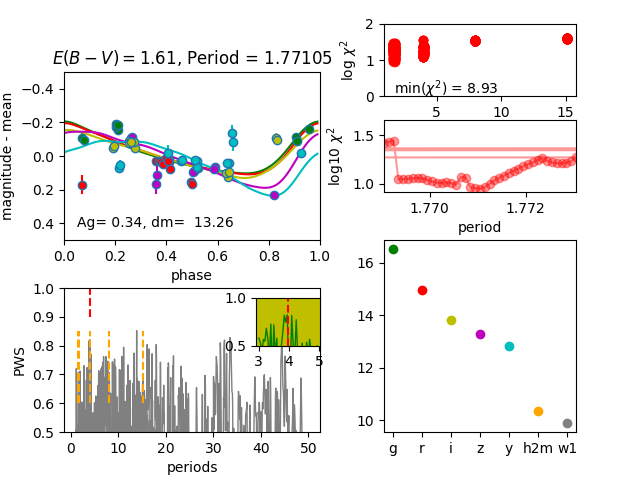 E(B − V) = 1.61, Period = 1.77105
magnitude - mean
−0.4
−0.2
0.0
0.2
0.4
Ag= 0.34, dm=  13.26
0.0 0.2 0.4 0.6 0.8 1.0
phase
log χ²
2
1
0
min(χ²) = 8.93
5 10 15
log10 χ²
1.5
1.0
1.770 1.772
period
PWS
1.0
0.9
0.8
0.7
0.6
0.5
1.0
0.5
3 4 5
0 10 20 30 40 50
periods
16
14
12
10
g r i z y h2m w1